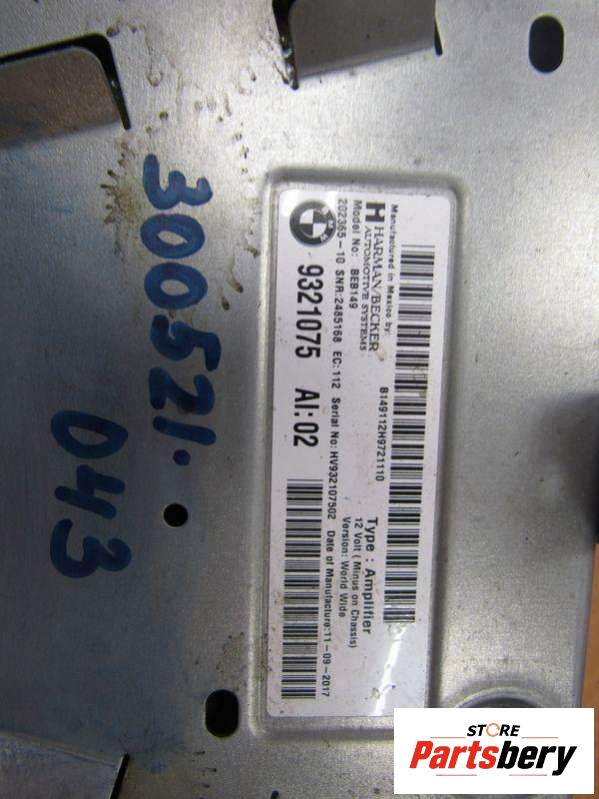 300521.
043
Manufactured in Mexico by:
HARMAN/BECKER
AUTOMOTIVE SYSTEMS
Model No: BEB149
202365-10 SNR:2485168 EC:112 Serial No:HV932107502 Date of Manufacture:11-09-2017
9321075 AI:02
B149112H9721110
Type: Amplifier
12 Volt (Minus on Chassis)
Version: World Wide
STORE
Partsbery